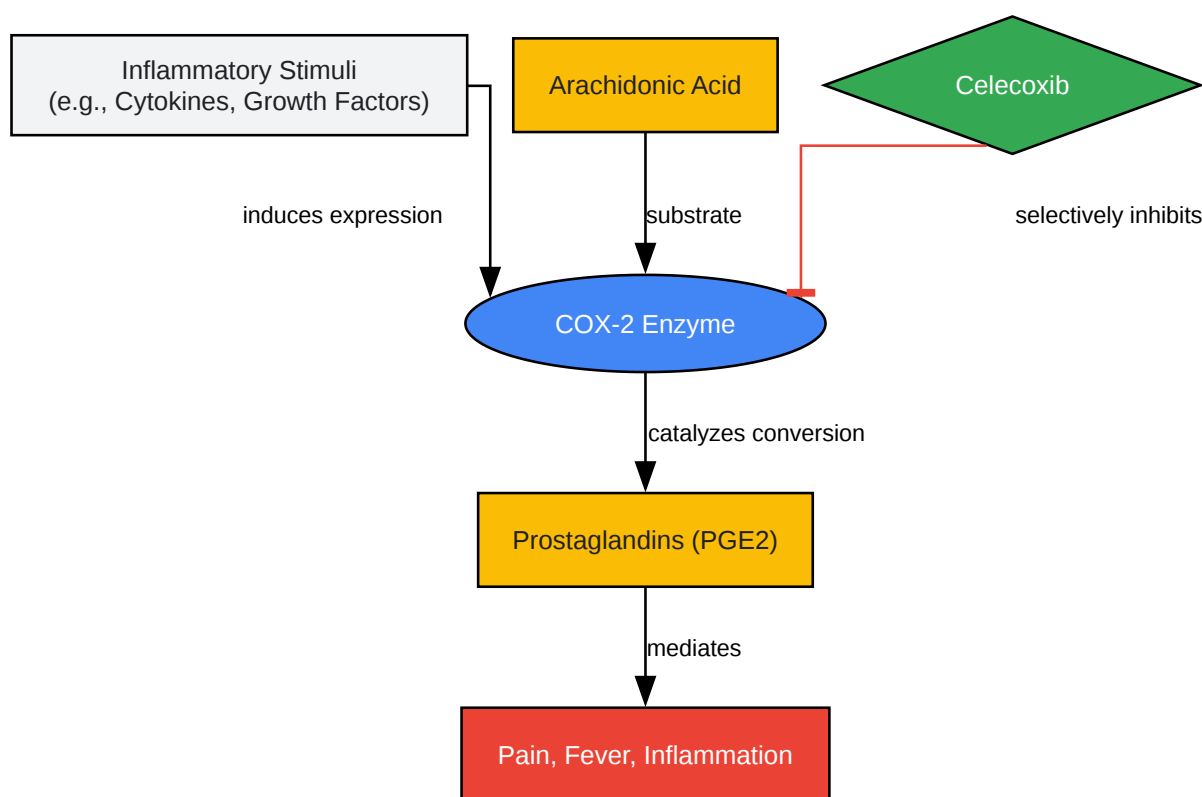 Inflammatory Stimuli
(e.g., Cytokines, Growth Factors)
Arachidonic Acid
Celecoxib
induces expression
substrate
selectively inhibits
COX-2 Enzyme
catalyzes conversion
Prostaglandins (PGE2)
mediates
Pain, Fever, Inflammation